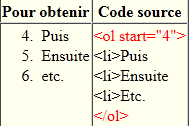 Pour obtenir Code source
4. Puis <ol start="4">
5. Ensuite <li>Puis
6. etc. <li>Ensuite
<li>Etc.
</ol>